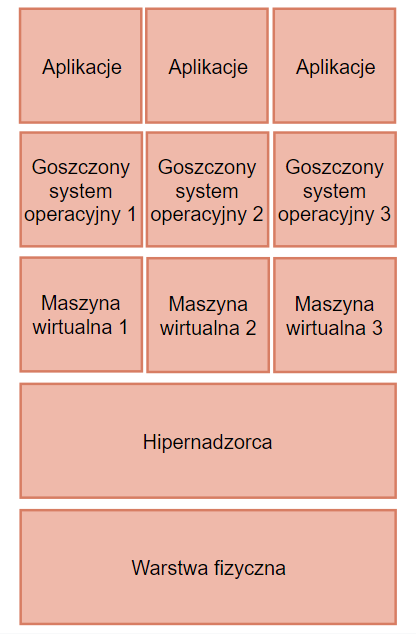 Aplikacje
Aplikacje
Aplikacje
Goszczony
system
operacyjny 1
Goszczony
system
operacyjny 2
Goszczony
system
operacyjny 3
Maszyna
wirtualna 1
Maszyna
wirtualna 2
Maszyna
wirtualna 3
Hipernadzorca
Warstwa fizyczna